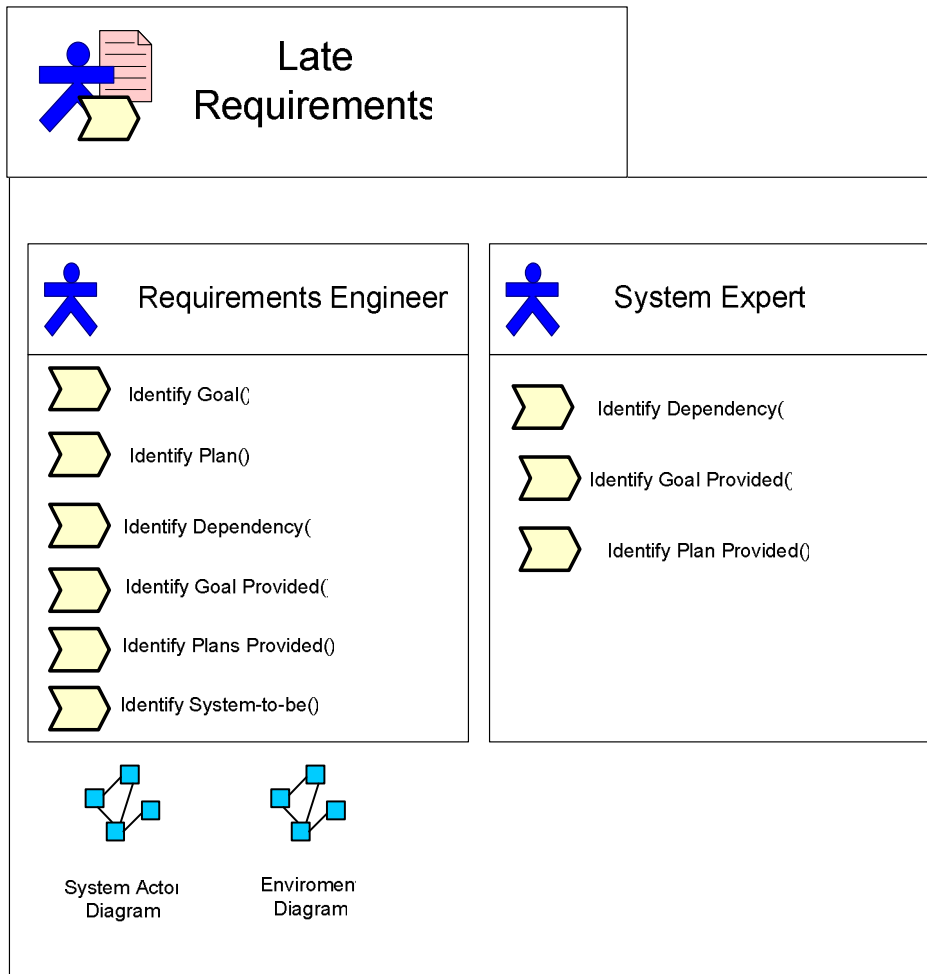 Late
Requirements
Requirements Engineer
Identify Goal()
Identify Plan()
Identify Dependency(
Identify Goal Provided(
Identify Plans Provided()
Identify System-to-be()
System Expert
Identify Dependency(
Identify Goal Provided(
Identify Plan Provided()
System Actor
Diagram
Enviromen
Diagram